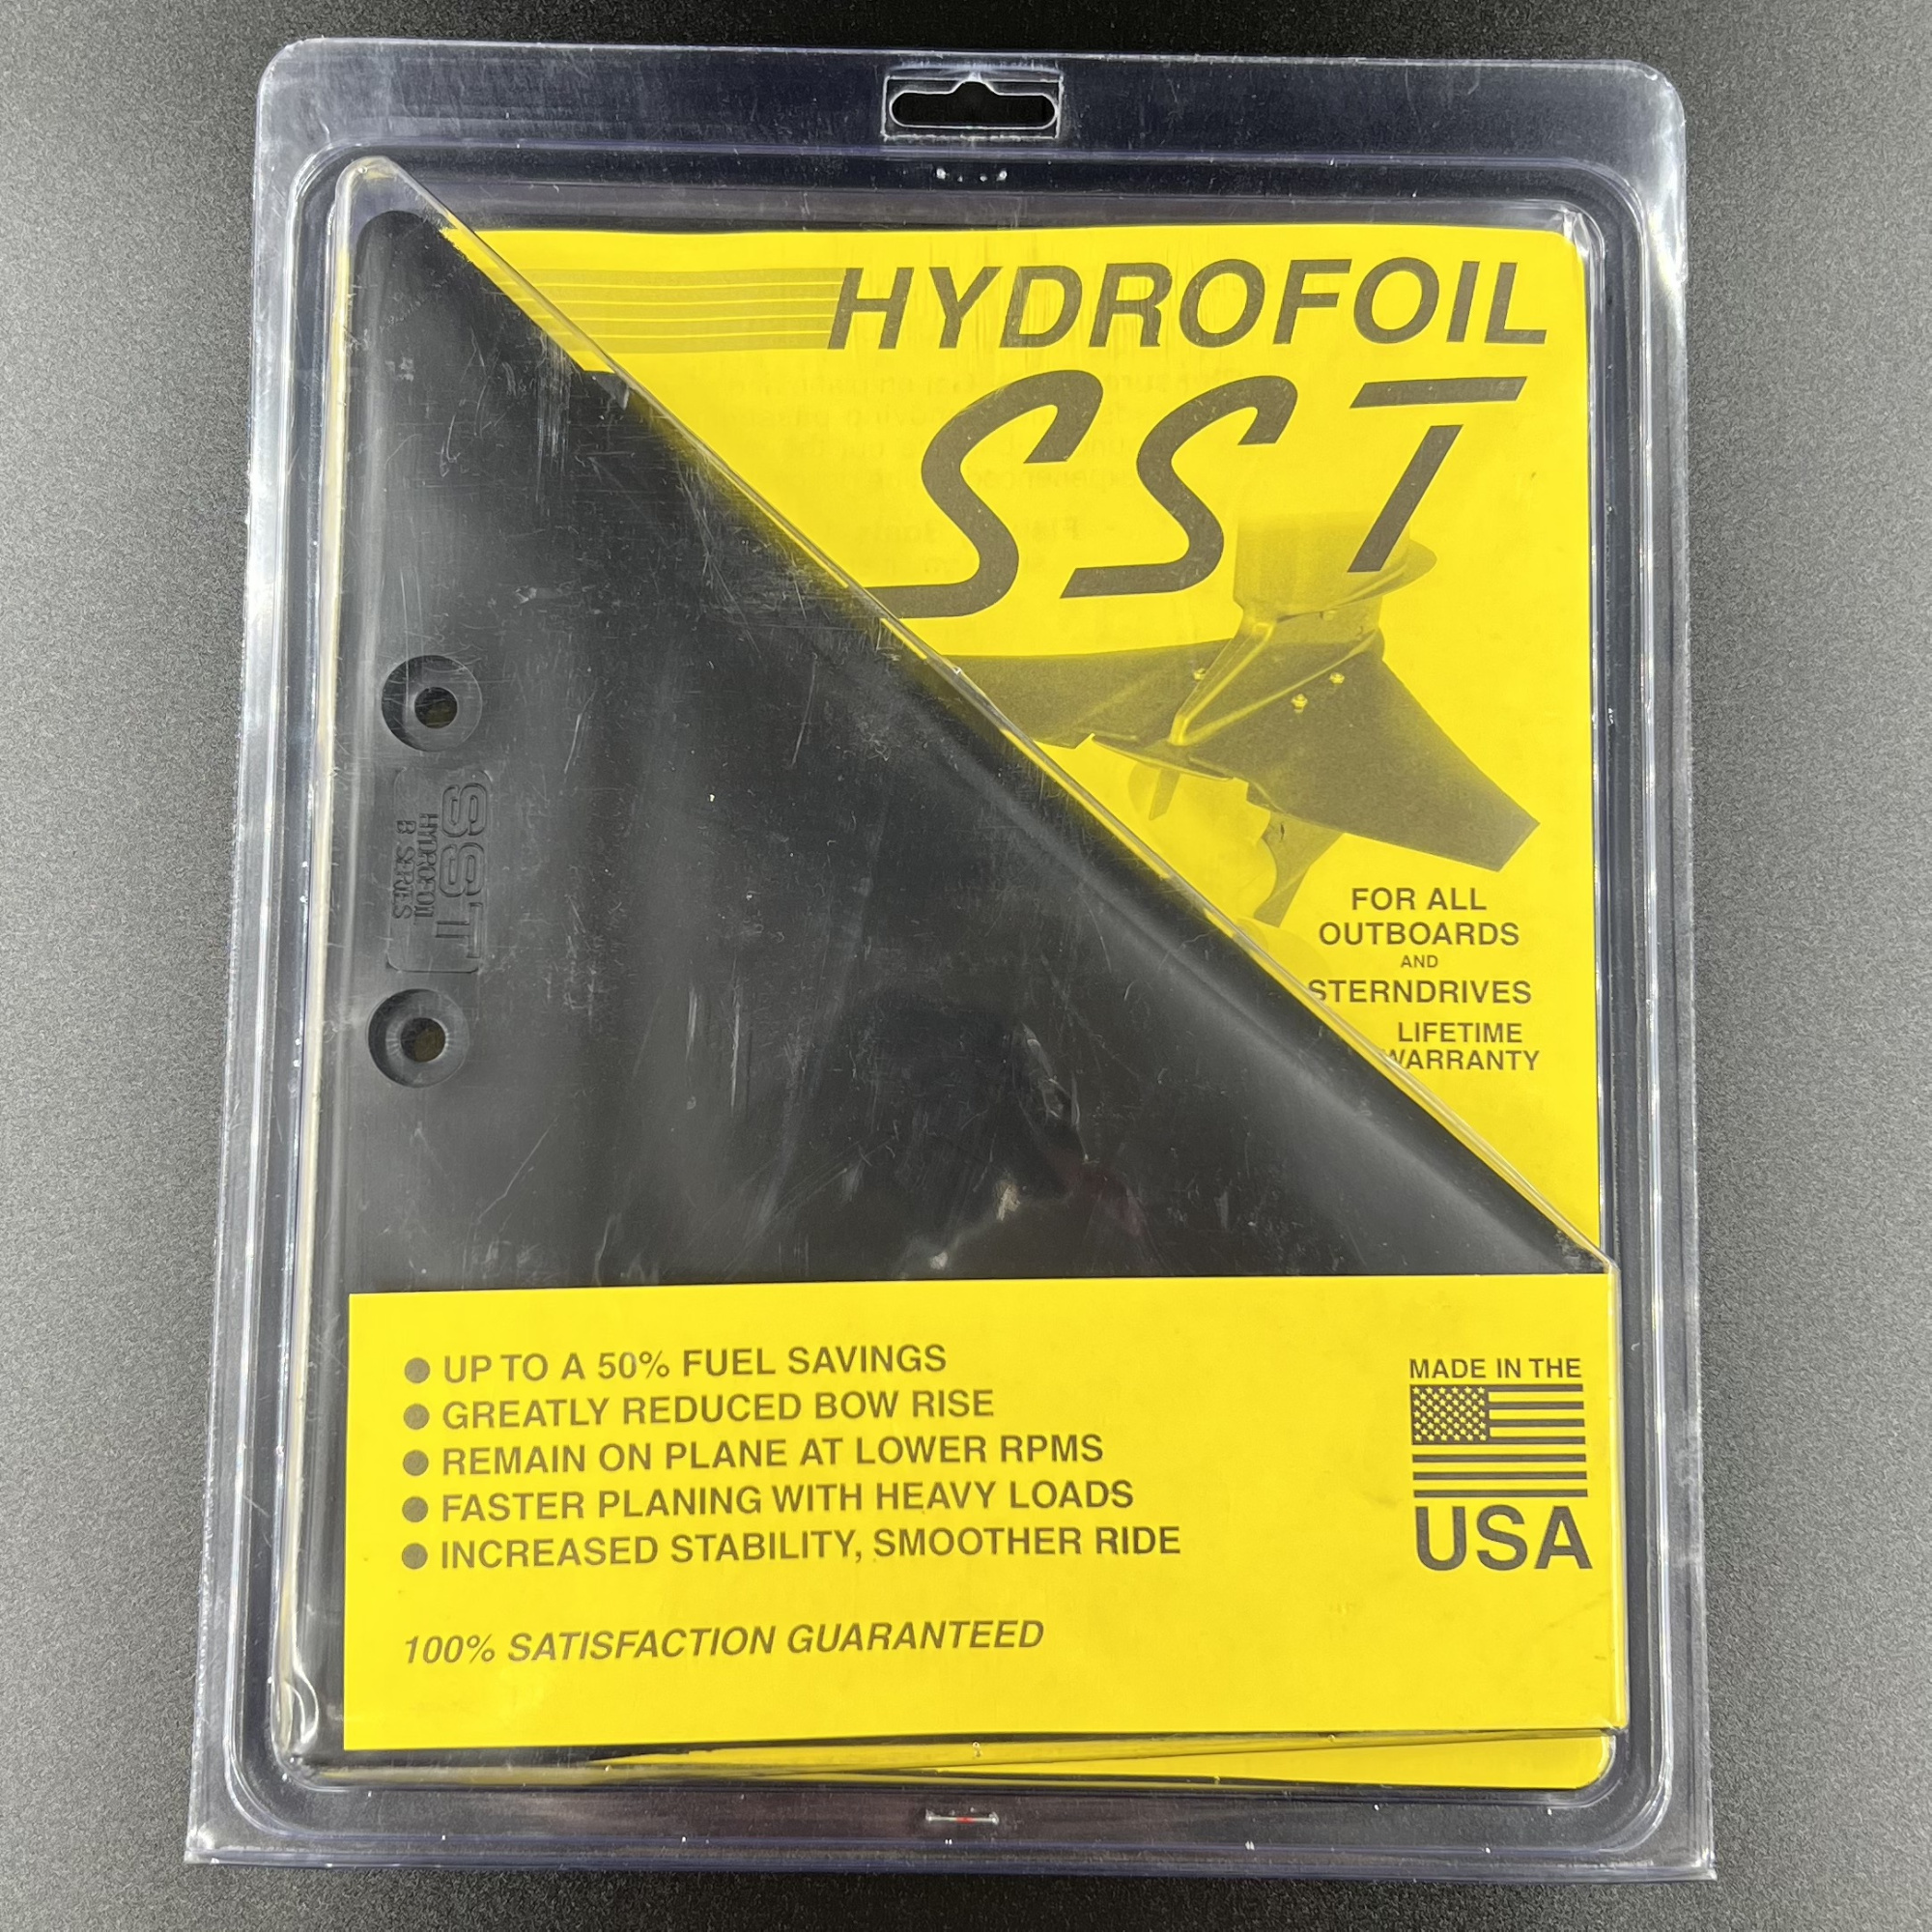 HYDROFOIL
SST
SST
HYDROFOIL
B SERIES
FOR ALL
OUTBOARDS
AND
STERNDRIVES
LIFETIME
WARRANTY
● UP TO A 50% FUEL SAVINGS
● GREATLY REDUCED BOW RISE
● REMAIN ON PLANE AT LOWER RPMS
● FASTER PLANING WITH HEAVY LOADS
● INCREASED STABILITY, SMOOTHER RIDE
100% SATISFACTION GUARANTEED
MADE IN THE
USA